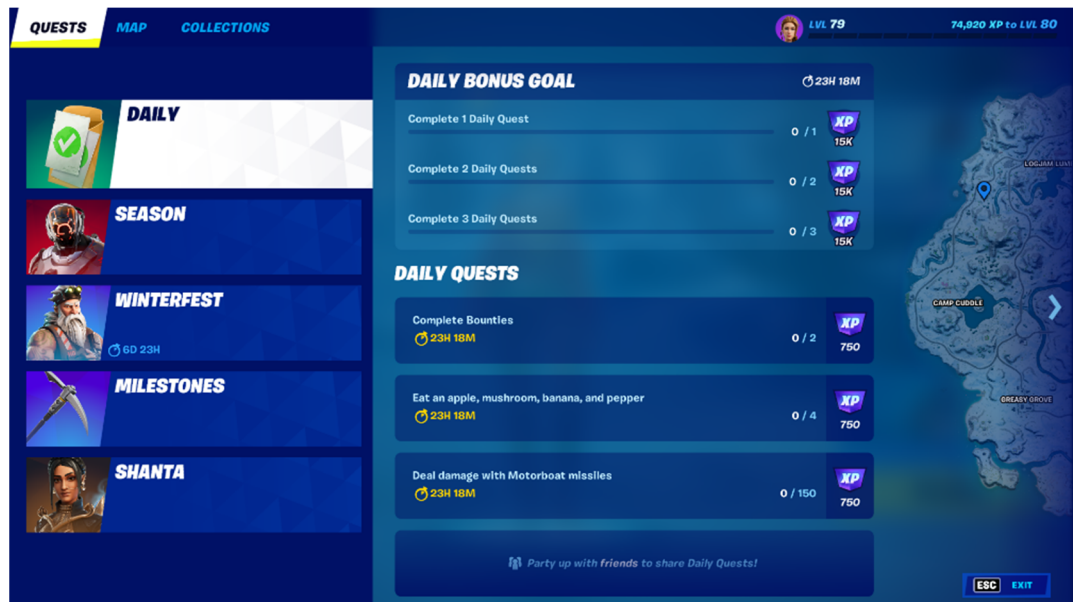 QUESTS MAP COLLECTIONS
LVL 79
74,920 XP to LVL 80
DAILY
SEASON
WINTERFEST
6D 23H
MILESTONES
SHANTA
DAILY BONUS GOAL
23H 18M
Complete 1 Daily Quest
0 / 1
XP
15K
Complete 2 Daily Quests
0 / 2
XP
15K
Complete 3 Daily Quests
0 / 3
XP
15K
DAILY QUESTS
Complete Bounties
23H 18M
0 / 2
XP
750
Eat an apple, mushroom, banana, and pepper
23H 18M
0 / 4
XP
750
Deal damage with Motorboat missiles
23H 18M
0 / 150
XP
750
Party up with friends to share Daily Quests!
LOGJAM LUM
CAMP CUDDLE
GREASY GROVE
ESC EXIT